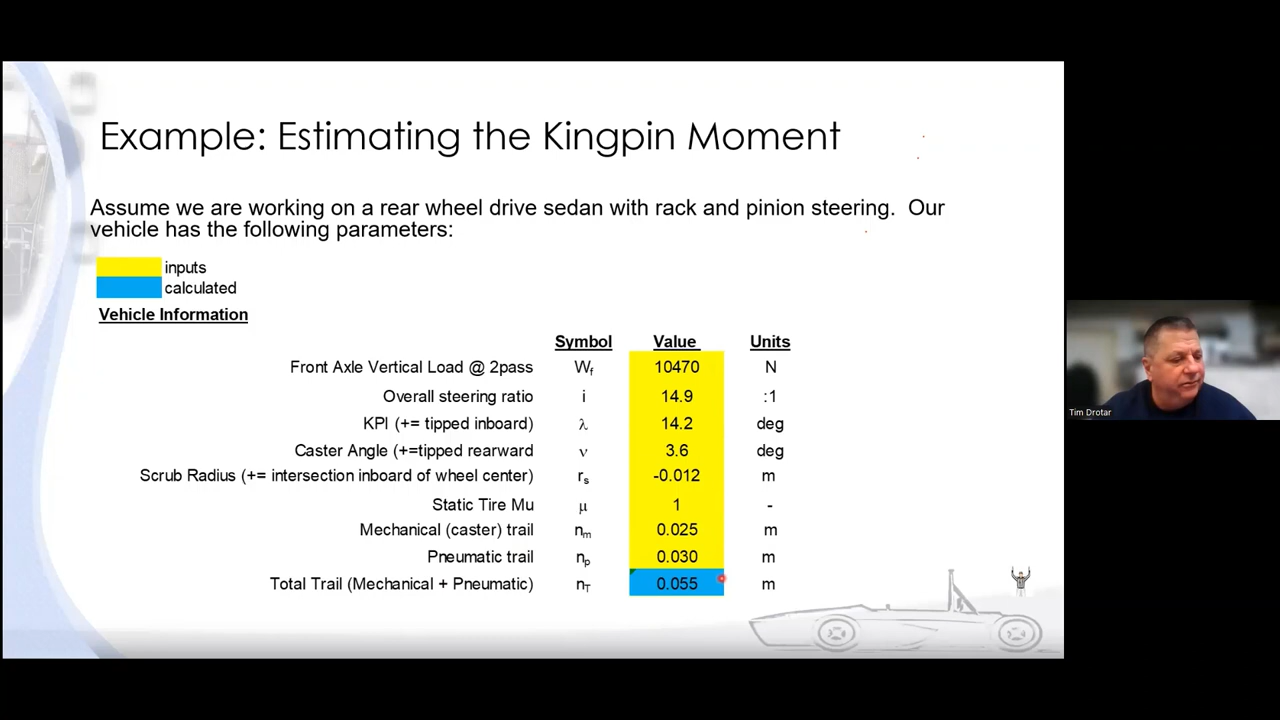 Example: Estimating the Kingpin Moment
Assume we are working on a rear wheel drive sedan with rack and pinion steering. Our
vehicle has the following parameters:
inputs
calculated
Vehicle Information
Symbol Value Units
Front Axle Vertical Load @ 2pass Wf 10470 N
Overall steering ratio i 14.9 :1
KPI (+= tipped inboard) λ 14.2 deg
Caster Angle (+=tipped rearward ν 3.6 deg
Scrub Radius (+= intersection inboard of wheel center) rs -0.012 m
Static Tire Mu μ 1 -
Mechanical (caster) trail nm 0.025 m
Pneumatic trail np 0.030 m
Total Trail (Mechanical + Pneumatic) nT 0.055 m
Tim Drotar